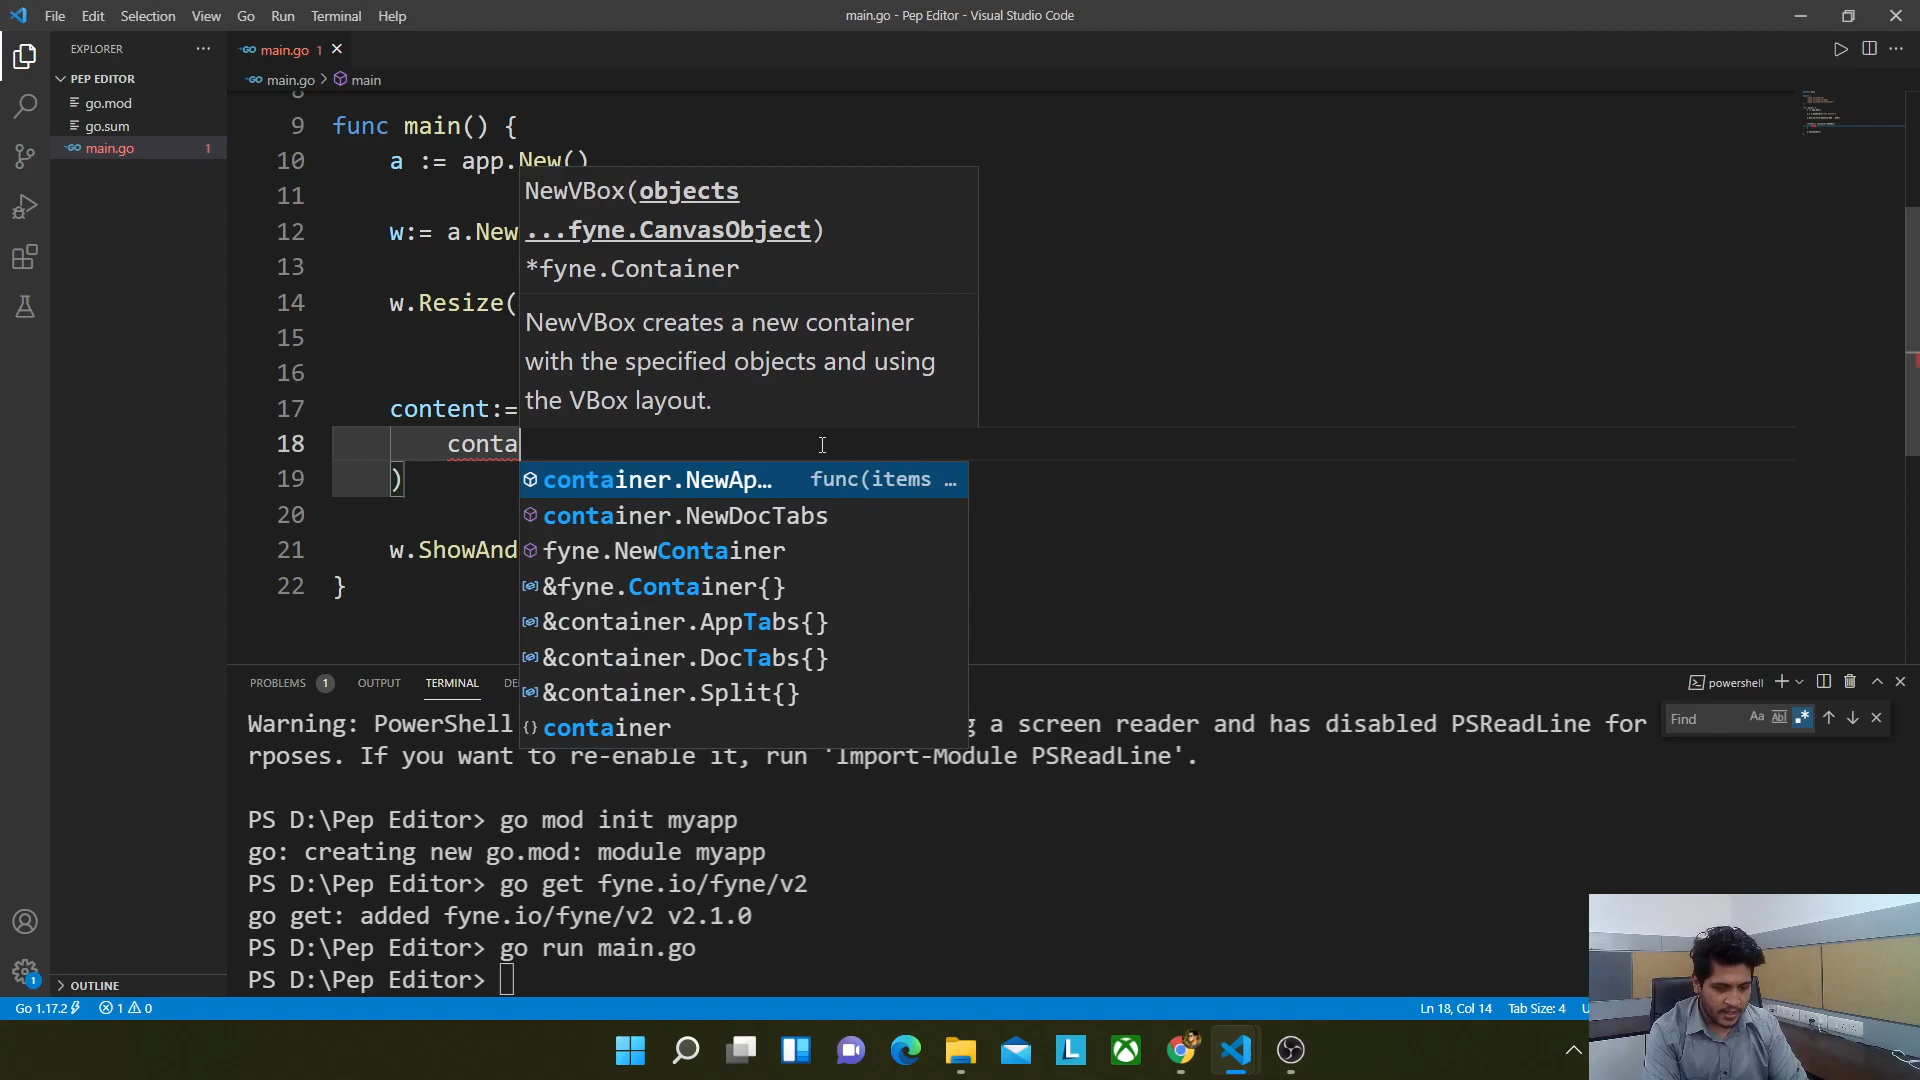 File Edit Selection View Go Run Terminal Help
main.go - Pep Editor - Visual Studio Code
EXPLORER
main.go 1
PEP EDITOR
main.go > main
go.mod
go.sum
main.go 1
8
9 func main() {
10 a := app.New()
11
12 w:= a.New
13
14 w.Resize(
15
16
17 content:=
18 conta
19 )
20
21 w.ShowAnd
22 }
NewVBox(objects
...fyne.CanvasObject)
*fyne.Container
NewVBox creates a new container
with the specified objects and using
the VBox layout.
container.NewAp... func(items ...
container.NewDocTabs
fyne.NewContainer
&fyne.Container{}
&container.AppTabs{}
&container.DocTabs{}
&container.Split{}
container
PROBLEMS 1 OUTPUT TERMINAL DE
powershell
Find
Warning: PowerShell g a screen reader and has disabled PSReadLine for
rposes. If you want to re-enable it, run 'Import-Module PSReadLine'.
PS D:\Pep Editor> go mod init myapp
go: creating new go.mod: module myapp
PS D:\Pep Editor> go get fyne.io/fyne/v2
go get: added fyne.io/fyne/v2 v2.1.0
PS D:\Pep Editor> go run main.go
PS D:\Pep Editor>
OUTLINE
1
Go 1.17.2 1 0
Ln 18, Col 14 Tab Size: 4 U